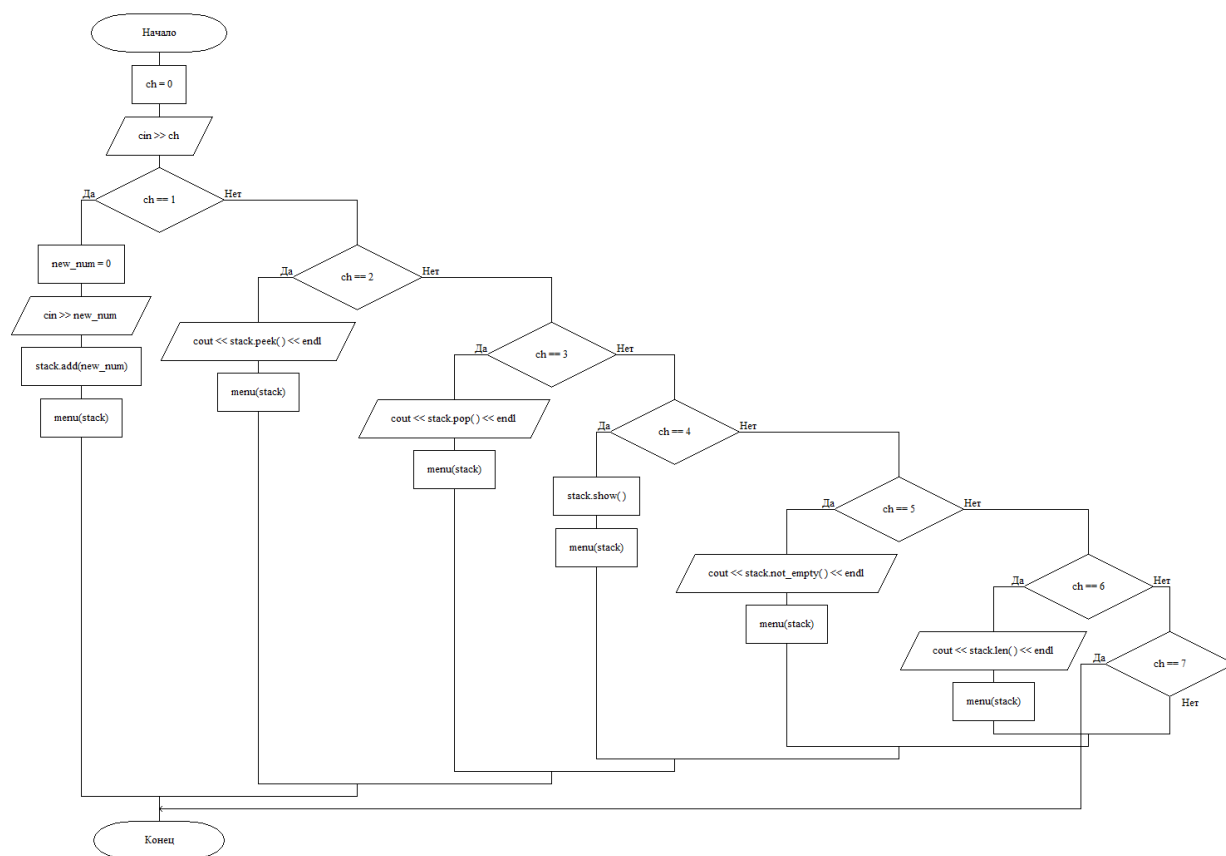 Начало
ch = 0
cin >> ch
Да
ch == 1
Нет
new_num = 0
cin >> new_num
stack.add(new_num)
menu(stack)
Да
ch == 2
Нет
cout << stack.peek( ) << endl
menu(stack)
Да
ch == 3
Нет
cout << stack.pop( ) << endl
menu(stack)
Да
ch == 4
Нет
stack.show( )
menu(stack)
Да
ch == 5
Нет
cout << stack.not_empty( ) << endl
menu(stack)
Да
ch == 6
Нет
cout << stack.len( ) << endl
menu(stack)
Да
ch == 7
Нет
Конец